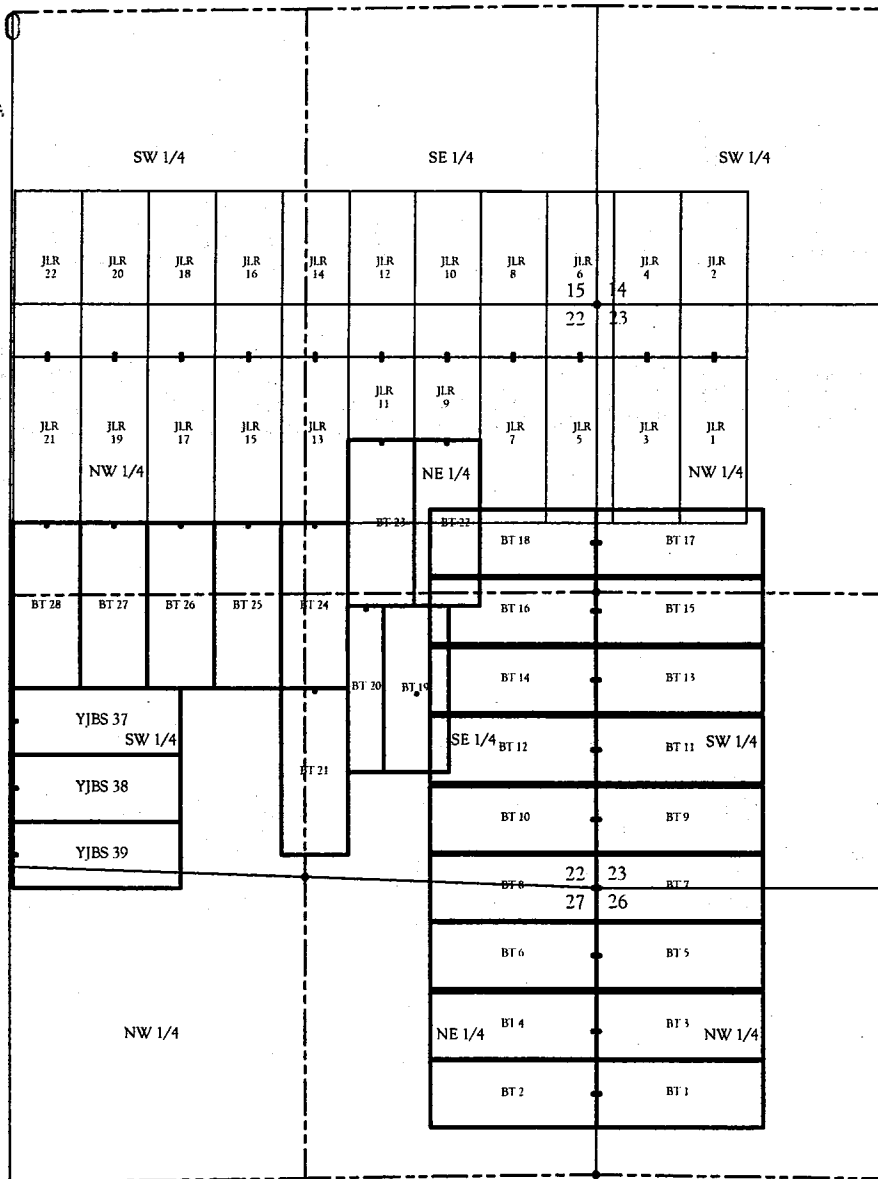 0
SW 1/4 SE 1/4 SW 1/4
JLR 22 JLR 20 JLR 18 JLR 16 JLR 14 JLR 12 JLR 10 JLR 8 JLR 6 JLR 4 JLR 2
15 14
22 23
JLR 21 JLR 19 JLR 17 JLR 15 JLR 13 JLR 11 JLR 9 JLR 7 JLR 5 JLR 3 JLR 1
NW 1/4 NE 1/4 NW 1/4
BT 23 BT 22 BT 18 BT 17
BT 28 BT 27 BT 26 BT 25 BT 24 BT 16 BT 15
BT 20 BT 19 BT 14 BT 13
YJBS 37
SW 1/4 SE 1/4 BT 12 BT 11 SW 1/4
BT 21
YJBS 38
BT 10 BT 9
YJBS 39
22 23
BT 8 BT 7
27 26
BT 6 BT 5
NW 1/4 NE 1/4 BT 4 BT 3 NW 1/4
BT 2 BT 1